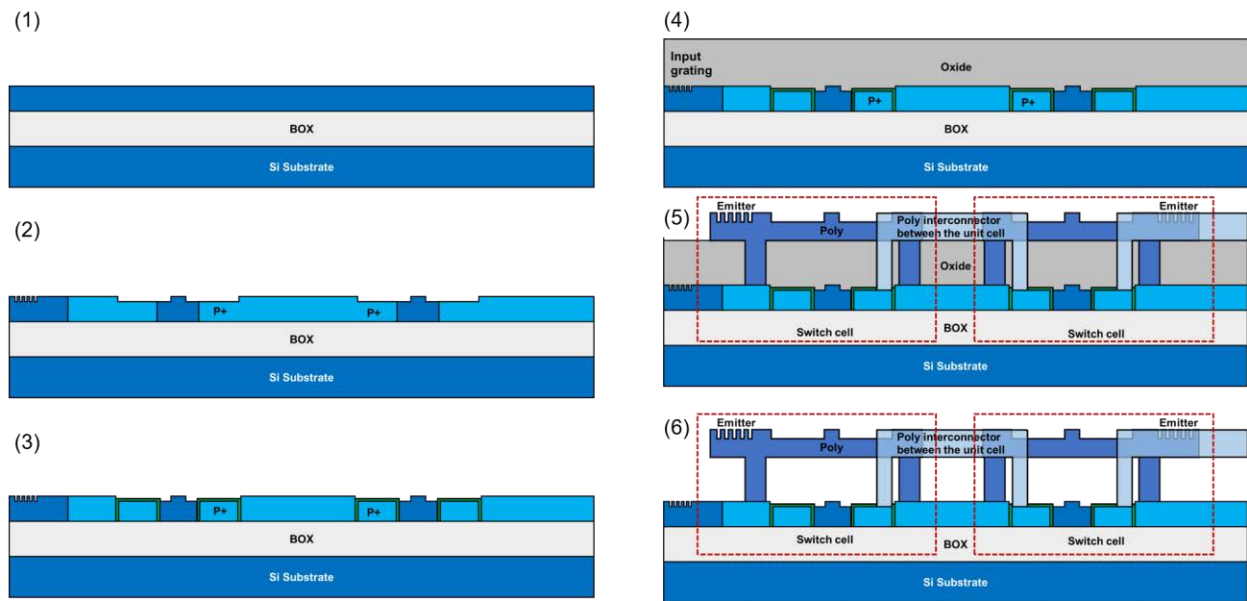 (1)
BOX
Si Substrate
(2)
P+
P+
BOX
Si Substrate
(3)
P+
P+
BOX
Si Substrate
(4)
Input
grating
Oxide
P+
P+
BOX
Si Substrate
(5)
Emitter
Emitter
Poly
Poly interconnector
between the unit cell
Oxide
Switch cell
BOX
Switch cell
Si Substrate
(6)
Emitter
Emitter
Poly
Poly interconnector
between the unit cell
Switch cell
BOX
Switch cell
Si Substrate